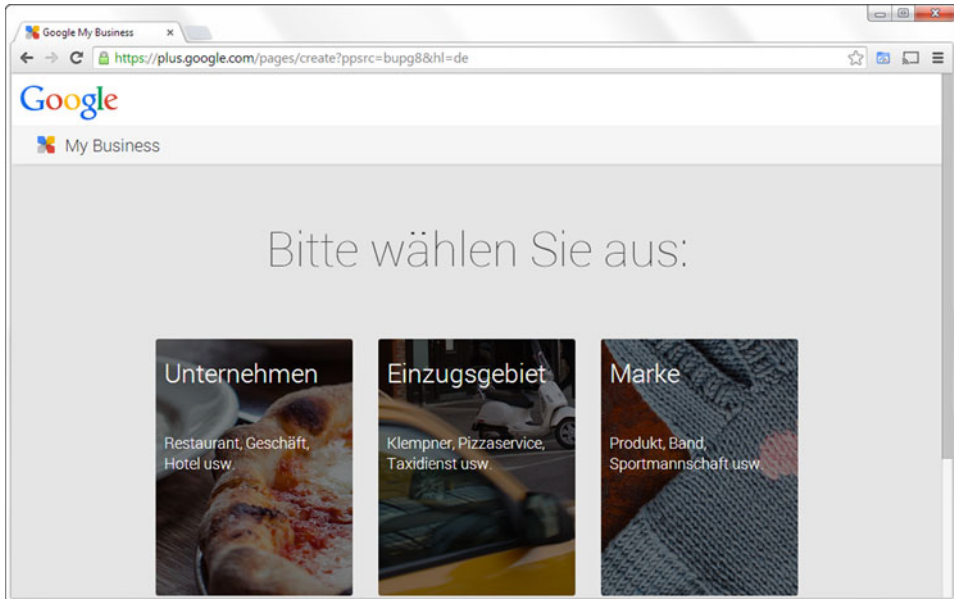 Google My Business
https://plus.google.com/pages/create?ppsrc=bupg8&hl=de
Google
My Business
Bitte wählen Sie aus:
Unternehmen
Restaurant, Geschäft,
Hotel usw.
Einzugsgebiet
Klempner, Pizzaservice,
Taxidienst usw.
Marke
Produkt, Band,
Sportmannschaft usw.